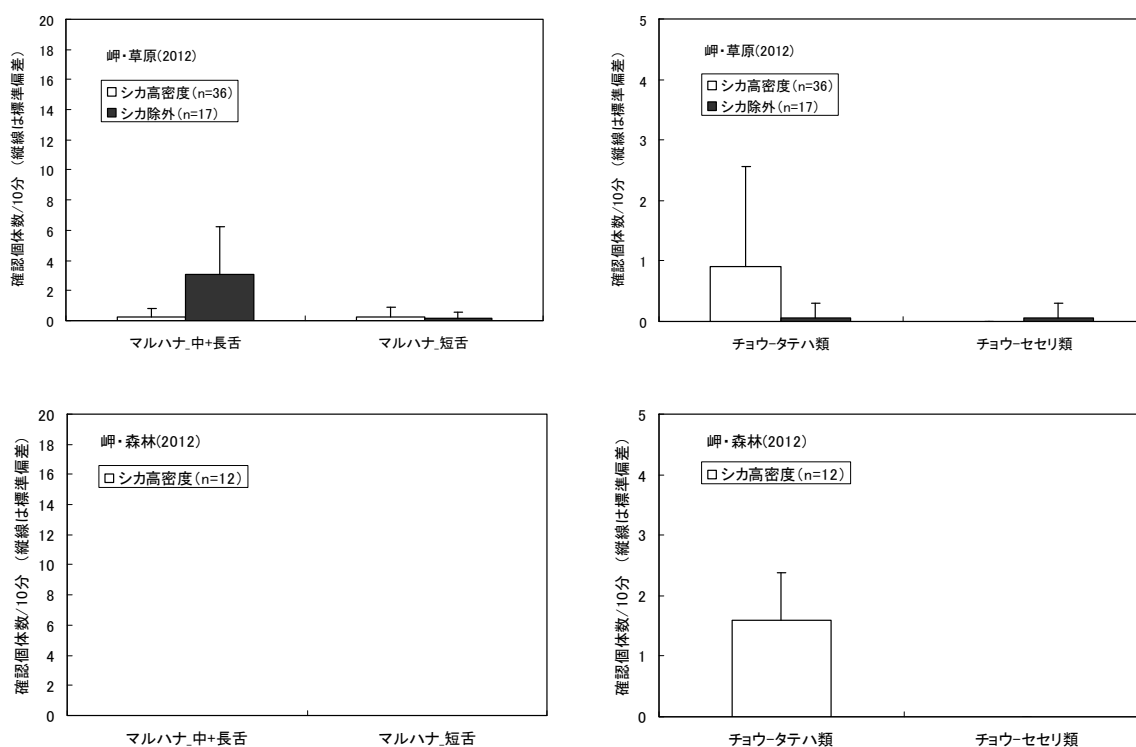 確認個体数/10分 (縦線は標準偏差)
20
18
16
14
12
10
8
6
4
2
0
岬・草原(2012)
シカ高密度(n=36)
シカ除外(n=17)
マルハナ_中+長舌 マルハナ_短舌
確認個体数/10分 (縦線は標準偏差)
5
4
3
2
1
0
岬・草原(2012)
シカ高密度(n=36)
シカ除外(n=17)
チョウ-タテハ類 チョウ-セセリ類
確認個体数/10分 (縦線は標準偏差)
20
18
16
14
12
10
8
6
4
2
0
岬・森林(2012)
シカ高密度(n=12)
マルハナ_中+長舌 マルハナ_短舌
確認個体数/10分 (縦線は標準偏差)
5
4
3
2
1
0
岬・森林(2012)
シカ高密度(n=12)
チョウ-タテハ類 チョウ-セセリ類